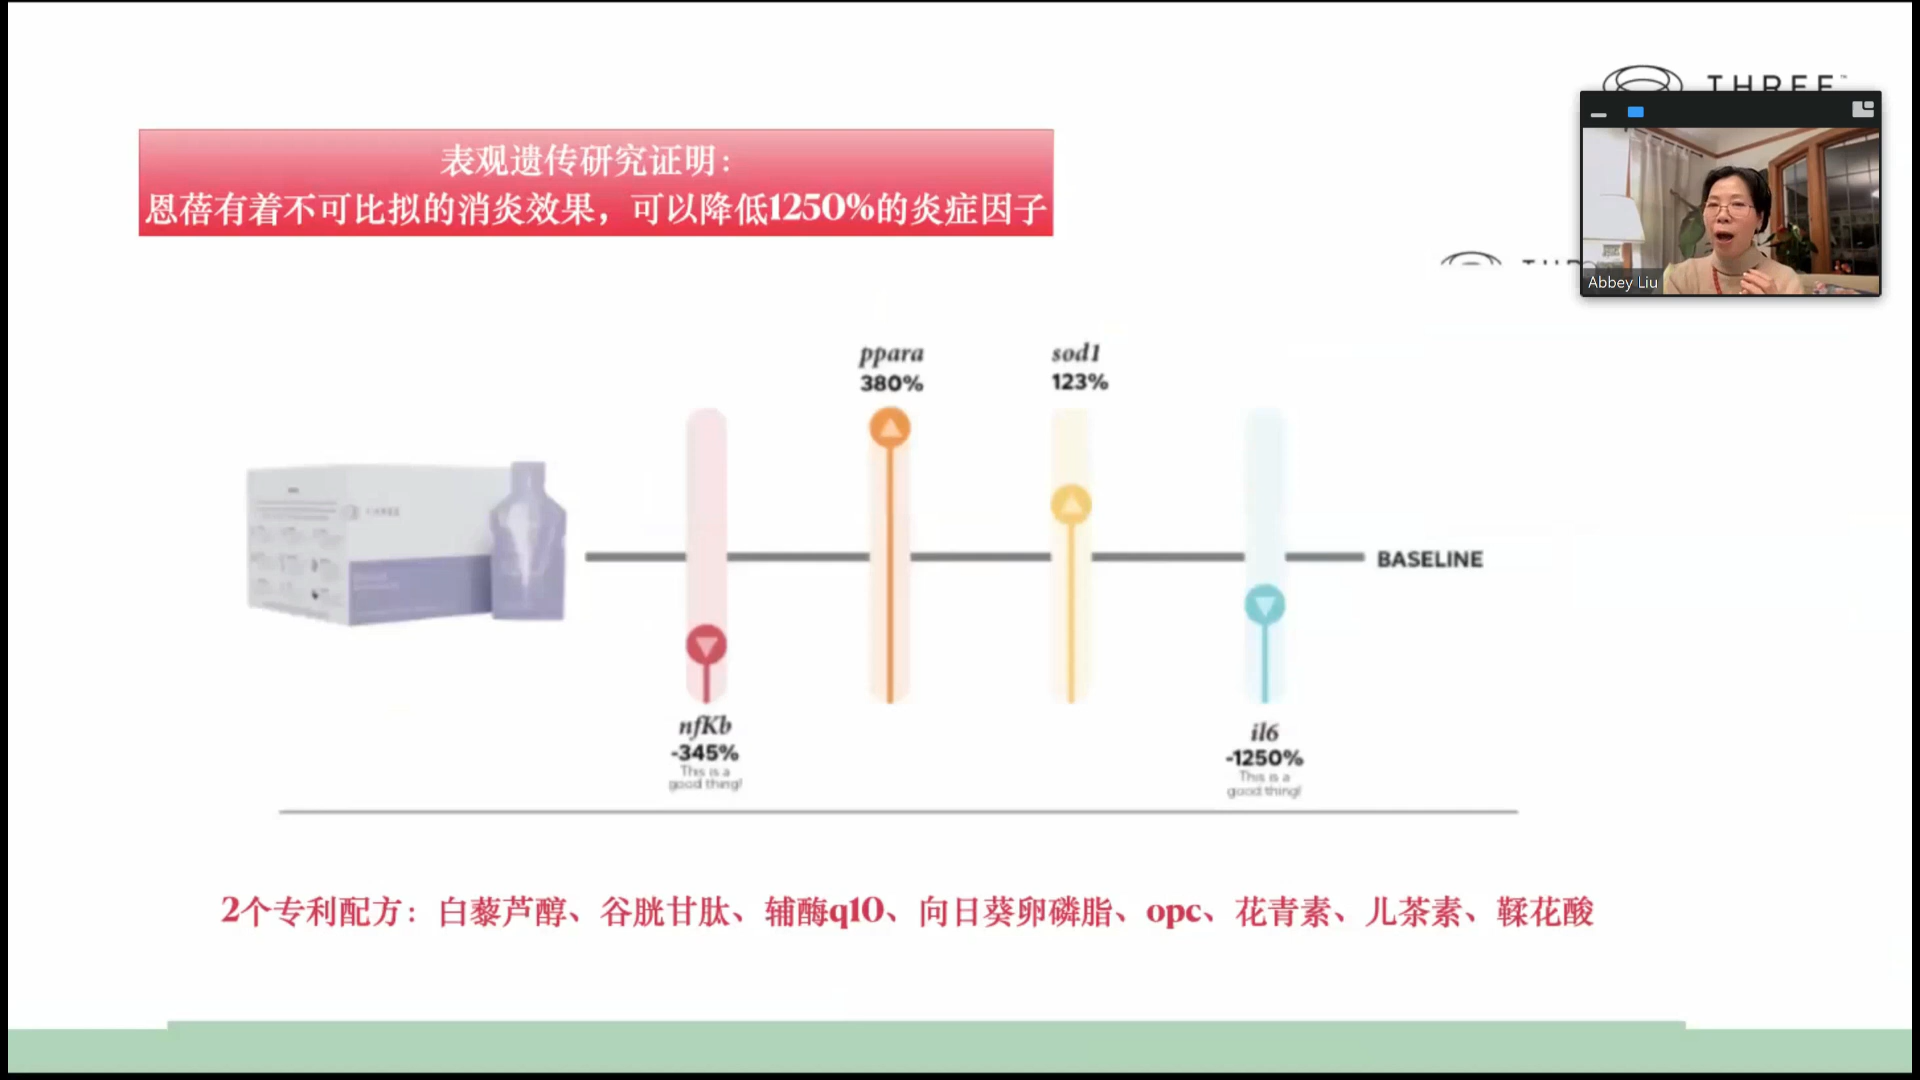 THREE™
表观遗传研究证明：
恩蓓有着不可比拟的消炎效果，可以降低1250%的炎症因子
Abbey Liu
ppara
380%
sod1
123%
BASELINE
nfKb
-345%
This is a
good thing!
il6
-1250%
This is a
good thing!
2个专利配方：白藜芦醇、谷胱甘肽、辅酶q10、向日葵卵磷脂、opc、花青素、儿茶素、鞣花酸